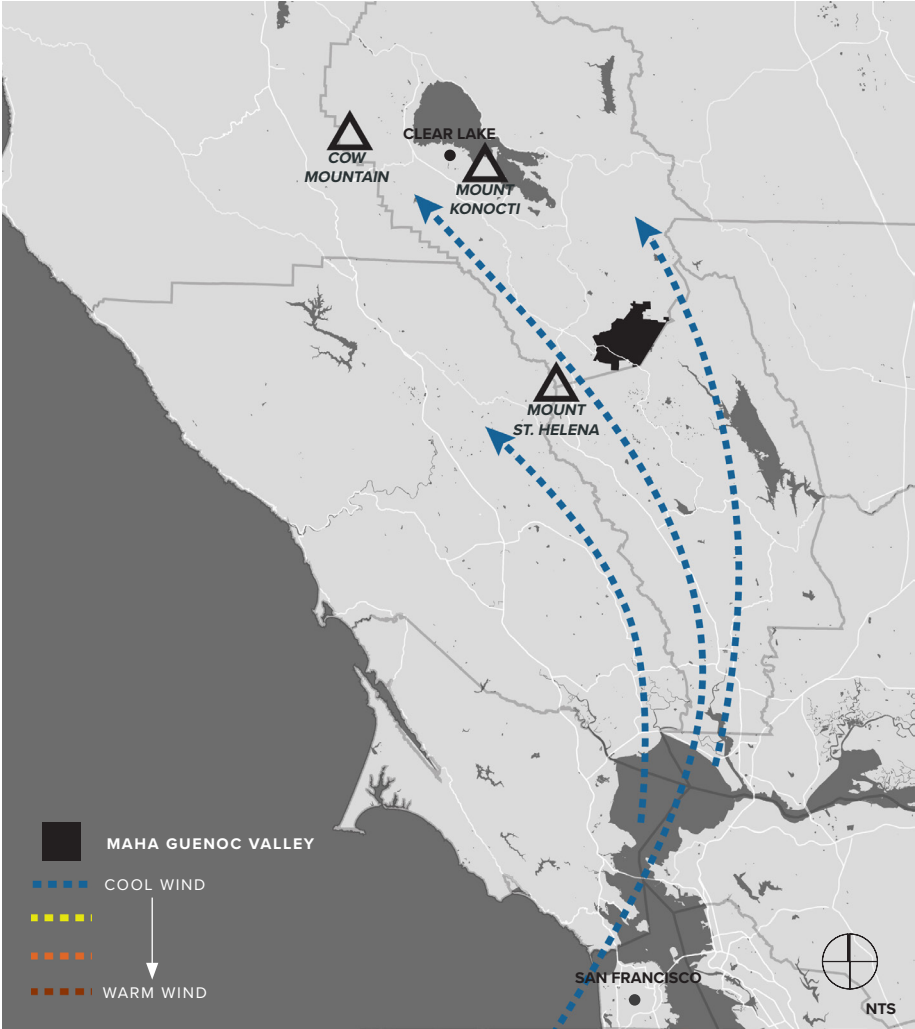 CLEAR LAKE
COW
MOUNTAIN
MOUNT
KONOCTI
MOUNT
ST. HELENA
MAHA GUENOC VALLEY
COOL WIND
WARM WIND
SAN FRANCISCO
NTS